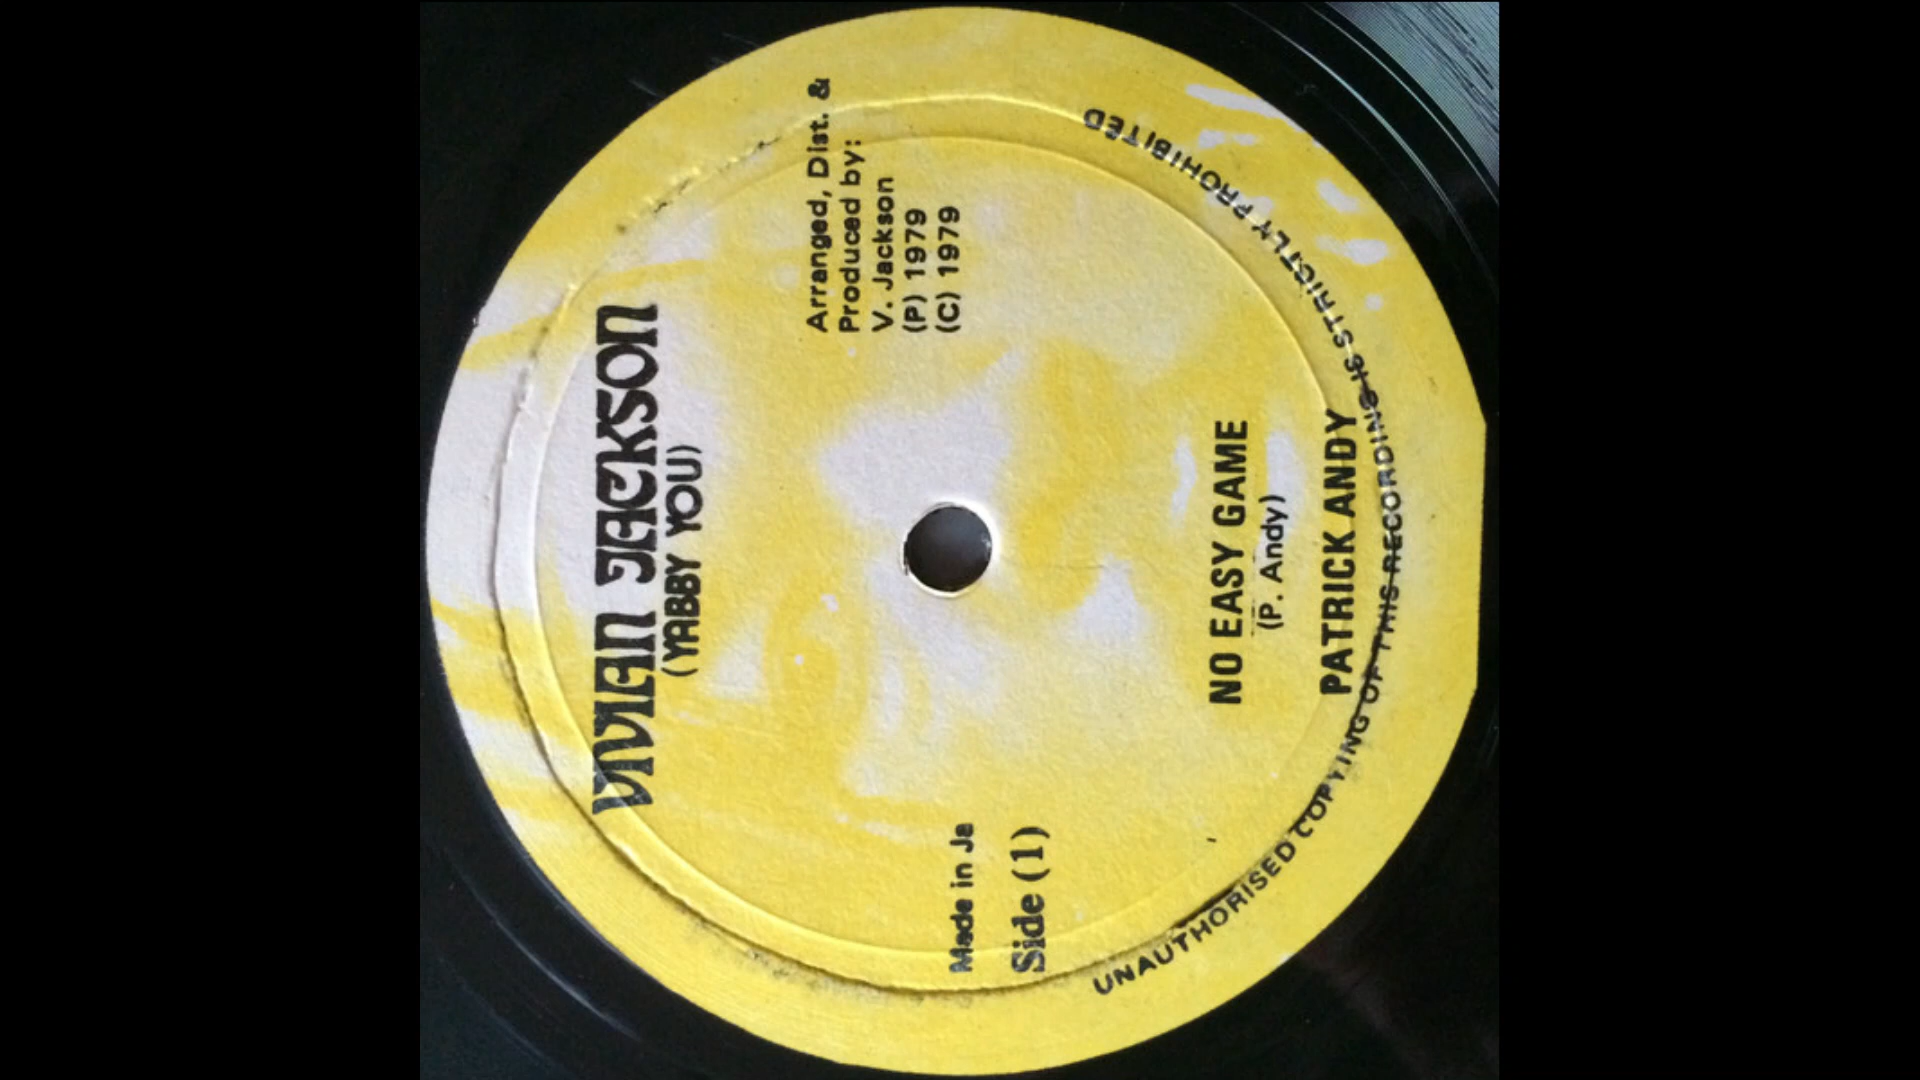 VIVIAN JACKSON
(YABBY YOU)
Arranged, Dist. &
Produced by:
V. Jackson
(P) 1979
(C) 1979
Made in Ja
Side (1)
NO EASY GAME
(P. Andy)
PATRICK ANDY
UNAUTHORISED COPYING OF THIS RECORDING IS STRICTLY PROHIBITED